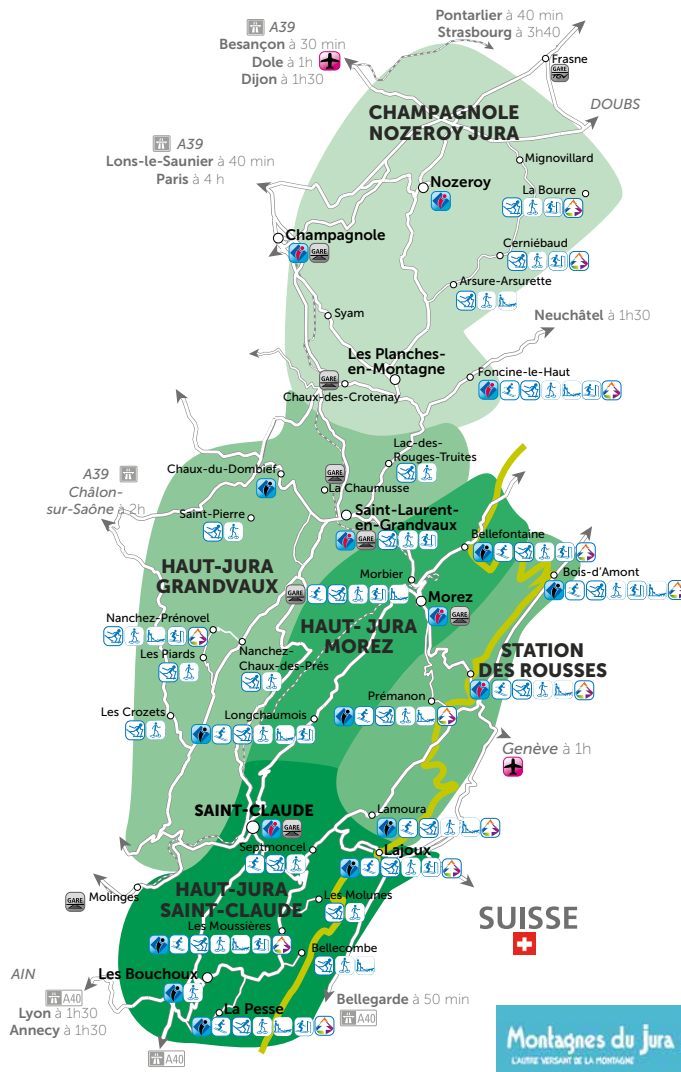 Pontarlier à 40 min
Strasbourg à 3h40
A39
Besançon à 30 min
Dole à 1h
Dijon à 1h30
Frasne
GARE
TGV
DOUBS
CHAMPAGNOLE
NOZEROY JURA
A39
Lons-le-Saunier à 40 min
Paris à 4 h
Mignovillard
Nozeroy
La Bourre
Champagnole
GARE
Cerniébaud
Arsure-Arsurette
Syam
Neuchâtel à 1h30
Les Planches-
en-Montagne
GARE
Chaux-des-Crotenay
Foncine-le-Haut
Lac-des-
Rouges-Truites
A39
Châlon-
sur-Saône à 2h
Chaux-du-Dombief
GARE
La Chaumusse
Saint-Pierre
Saint-Laurent-
en-Grandvaux
GARE
Bellefontaine
HAUT-JURA
GRANDVAUX
Morbier
Bois-d'Amont
GARE
Morez
GARE
HAUT- JURA
MOREZ
Nanchez-Prénovel
Nanchez-
Chaux-des-Prés
Les Piards
STATION
DES ROUSSES
Prémanon
Les Crozets
Longchaumois
Genève à 1h
SAINT-CLAUDE
GARE
Lamoura
Septmoncel
Lajoux
GARE
Molinges
HAUT-JURA
SAINT-CLAUDE
Les Molunes
SUISSE
Les Moussières
Bellecombe
AIN
Les Bouchoux
A40
Lyon à 1h30
Annecy à 1h30
La Pesse
Bellegarde à 50 min
A40
A40
Montagnes du Jura
L'AUTRE VERSANT DE LA MONTAGNE